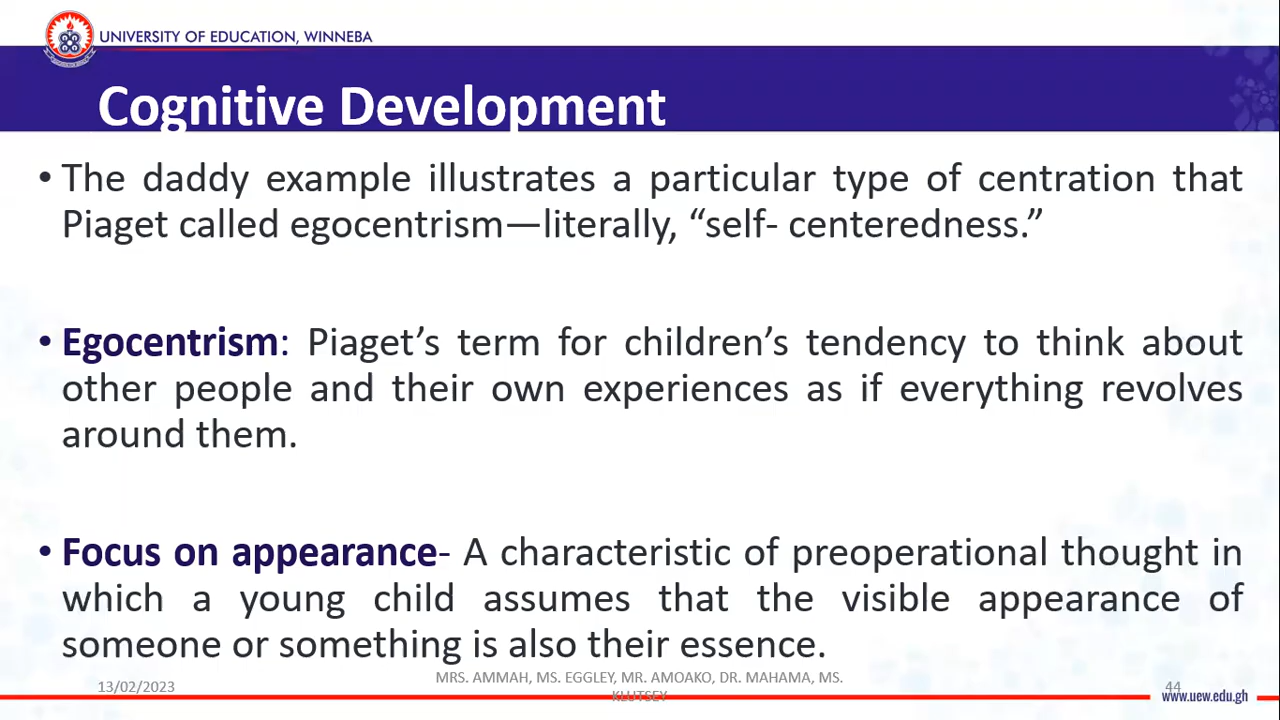 UNIVERSITY OF EDUCATION, WINNEBA
Cognitive Development
• The daddy example illustrates a particular type of centration that
Piaget called egocentrism—literally, “self- centeredness.”
• Egocentrism: Piaget’s term for children’s tendency to think about
other people and their own experiences as if everything revolves
around them.
• Focus on appearance- A characteristic of preoperational thought in
which a young child assumes that the visible appearance of
someone or something is also their essence.
13/02/2023
MRS. AMMAH, MS. EGGLEY, MR. AMOAKO, DR. MAHAMA, MS.
KLUTSEY
44
www.uew.edu.gh